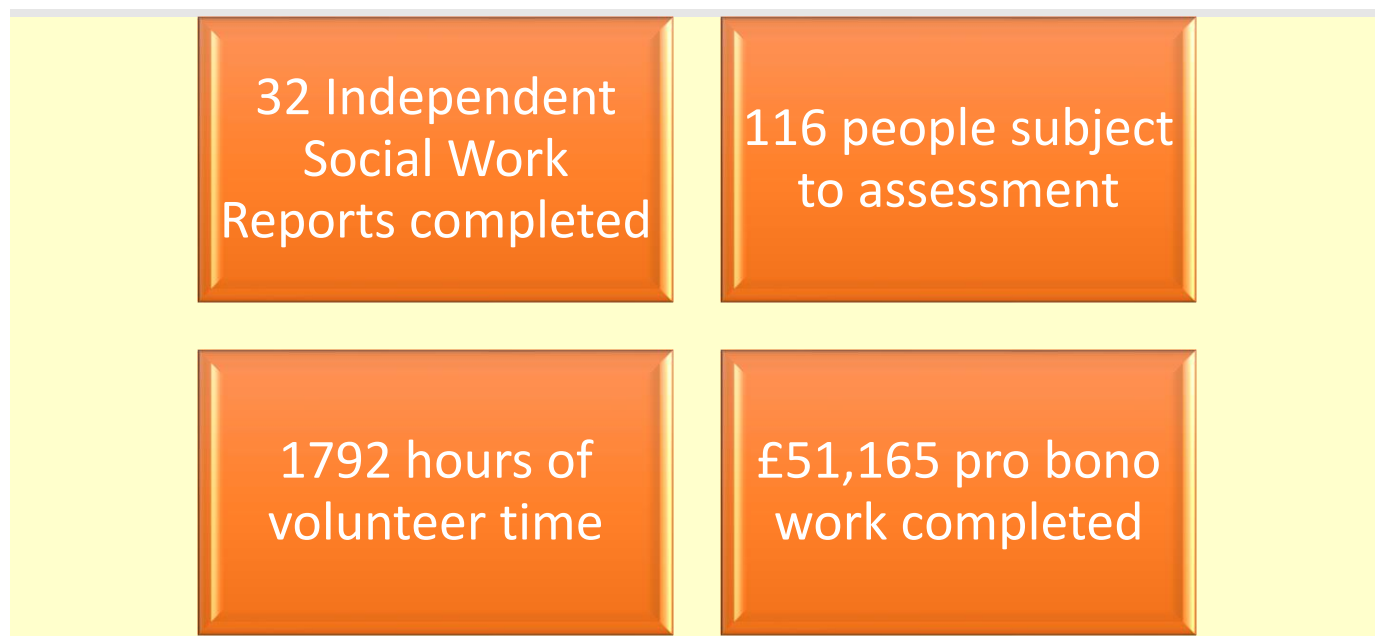 32 Independent
Social Work
Reports completed
116 people subject
to assessment
1792 hours of
volunteer time
£51,165 pro bono
work completed